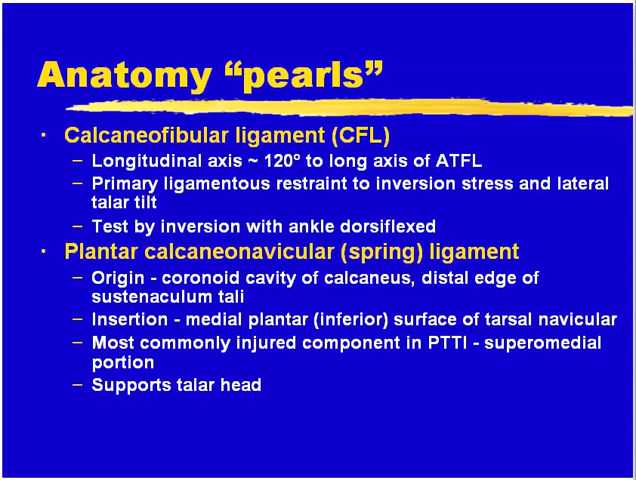 Anatomy “pearls”
· Calcaneofibular ligament (CFL)
– Longitudinal axis ~ 120° to long axis of ATFL
– Primary ligamentous restraint to inversion stress and lateral
talar tilt
– Test by inversion with ankle dorsiflexed
· Plantar calcaneonavicular (spring) ligament
– Origin - coronoid cavity of calcaneus, distal edge of
sustenaculum tali
– Insertion - medial plantar (inferior) surface of tarsal navicular
– Most commonly injured component in PTTI - superomedial
portion
– Supports talar head